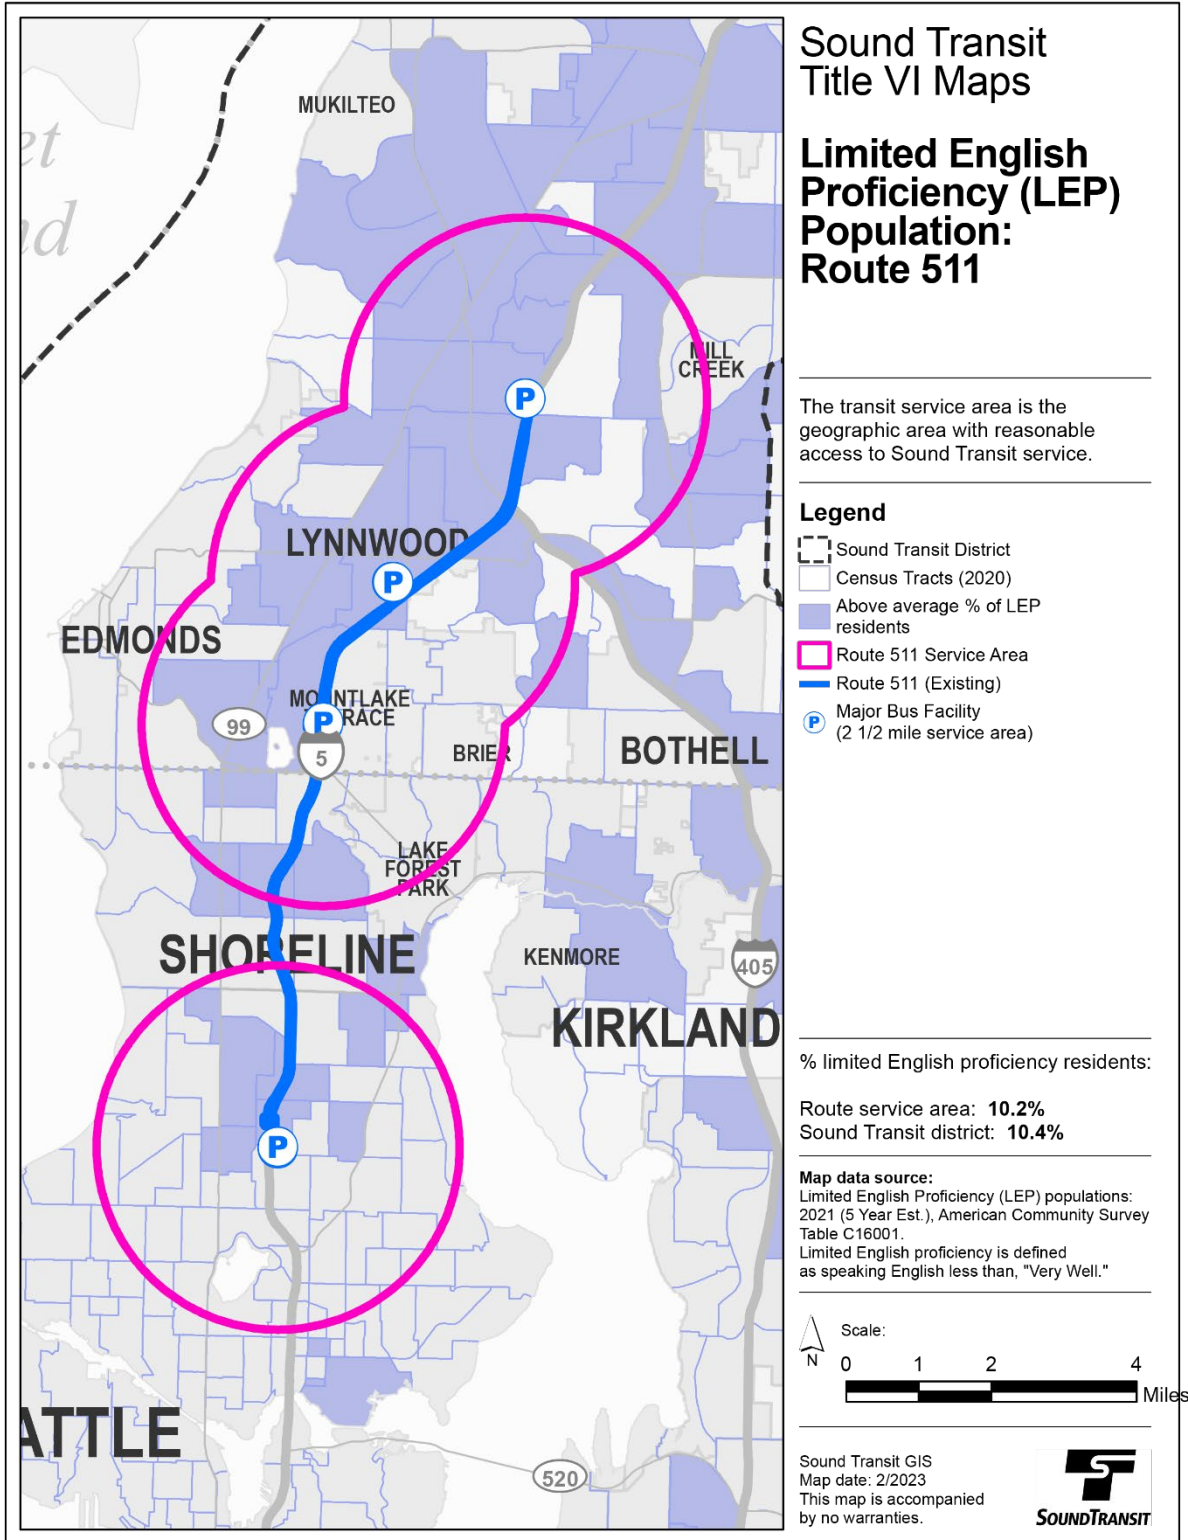 Sound Transit
Title VI Maps
Limited English
Proficiency (LEP)
Population:
Route 511
The transit service area is the
geographic area with reasonable
access to Sound Transit service.
Legend
Sound Transit District
Census Tracts (2020)
Above average % of LEP
residents
Route 511 Service Area
Route 511 (Existing)
P
Major Bus Facility
(2 1/2 mile service area)
% limited English proficiency residents:
Route service area: 10.2%
Sound Transit district: 10.4%
Map data source:
Limited English Proficiency (LEP) populations:
2021 (5 Year Est.), American Community Survey
Table C16001.
Limited English proficiency is defined
as speaking English less than, "Very Well."
N
Scale:
0 1 2 4
Miles
Sound Transit GIS
Map date: 2/2023
This map is accompanied
by no warranties.
SOUNDTRANSIT
et
nd
MUKILTEO
MILL
CREEK
P
LYNNWOOD
P
EDMONDS
MOUNTLAKE
RRACE
P
99
5
BRIER
BOTHELL
LAKE
FOREST
PARK
SHORELINE
KENMORE
405
KIRKLAND
P
ATTLE
520